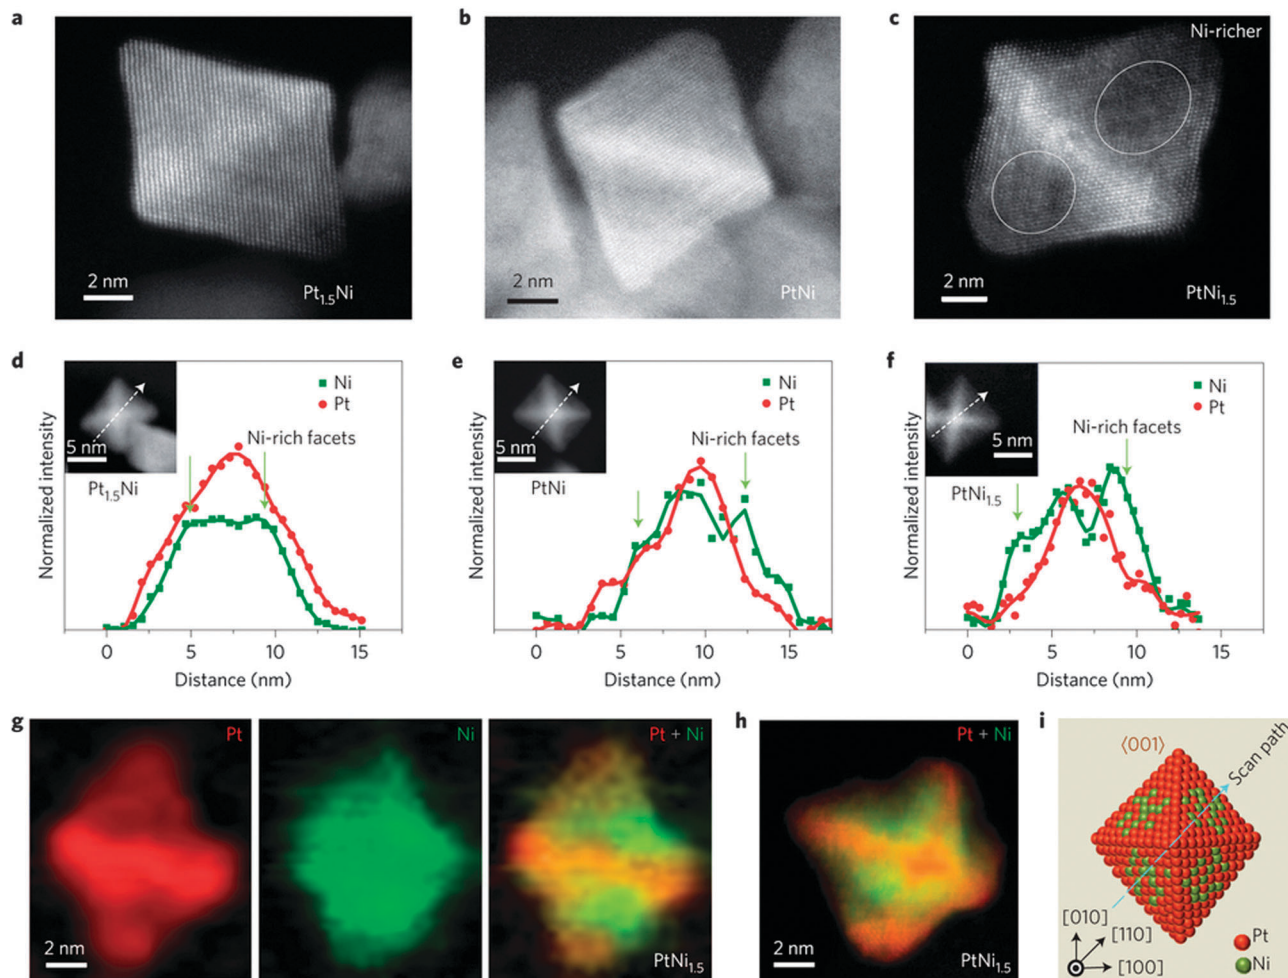 a
2 nm
Pt₁.₅Ni
b
2 nm
PtNi
c
Ni-richer
2 nm
PtNi₁.₅
d
Normalized intensity
5 nm
Pt₁.₅Ni
Ni
Pt
Ni-rich facets
0 5 10 15
Distance (nm)
e
Normalized intensity
5 nm
PtNi
Ni
Pt
Ni-rich facets
0 5 10 15
Distance (nm)
f
Normalized intensity
5 nm
PtNi₁.₅
Ni
Pt
Ni-rich facets
0 5 10 15
Distance (nm)
g
Pt
2 nm
Ni
Pt + Ni
PtNi₁.₅
h
Pt + Ni
2 nm
PtNi₁.₅
i
⟨001⟩
Scan path
[010]
[110]
[100]
Pt
Ni